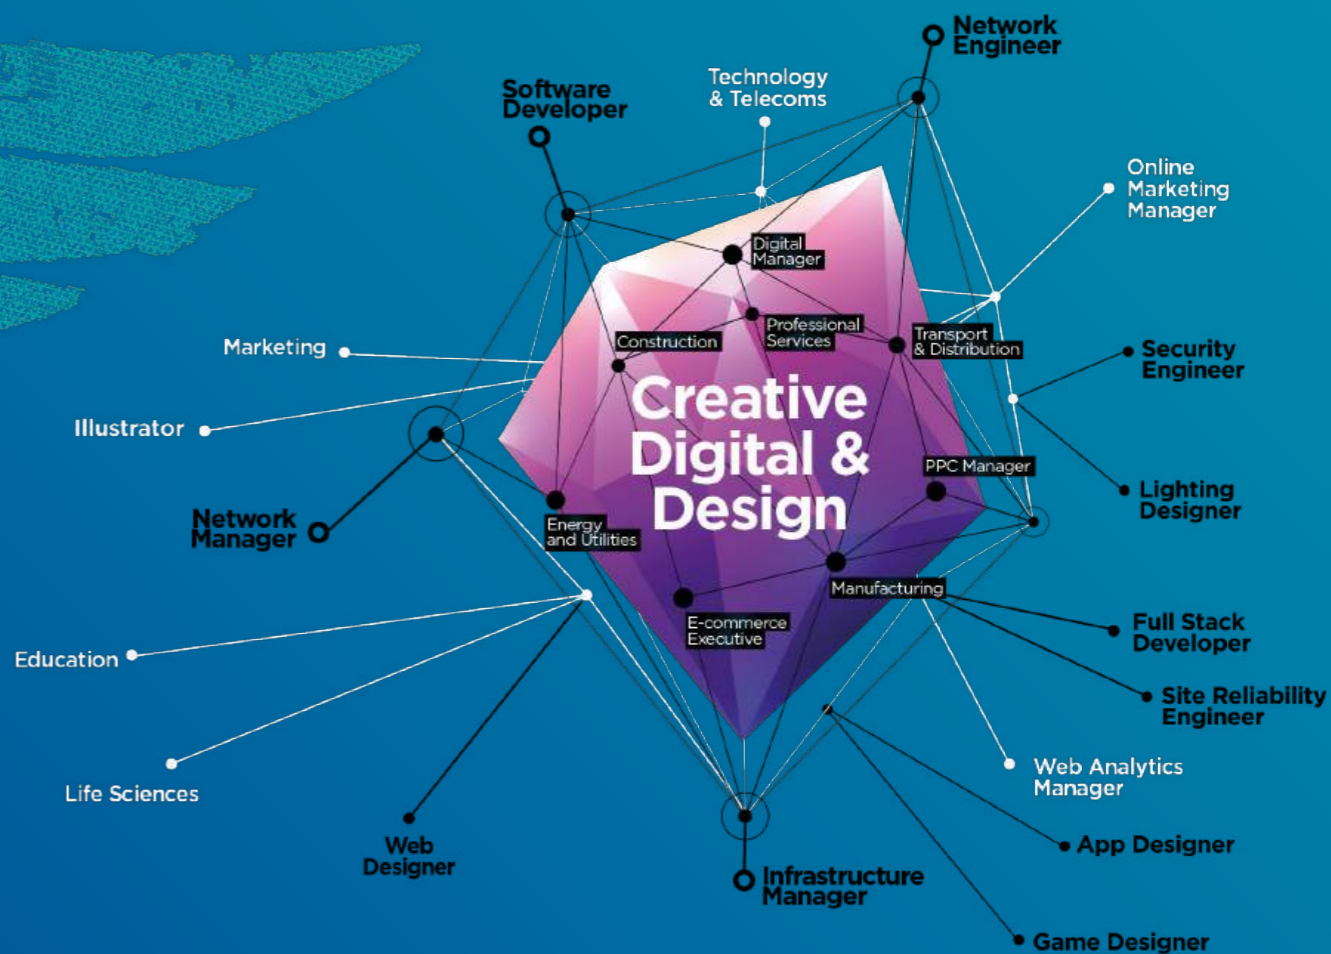 Network
Engineer
Technology
& Telecoms
Software
Developer
Online
Marketing
Manager
Digital
Manager
Professional
Services
Construction
Transport
& Distribution
Marketing
Security
Engineer
Illustrator
Creative
Digital &
Design
PPC Manager
Lighting
Designer
Network
Manager
Energy
and Utilities
Manufacturing
E-commerce
Executive
Full Stack
Developer
Education
Site Reliability
Engineer
Web Analytics
Manager
Life Sciences
App Designer
Web
Designer
Infrastructure
Manager
Game Designer